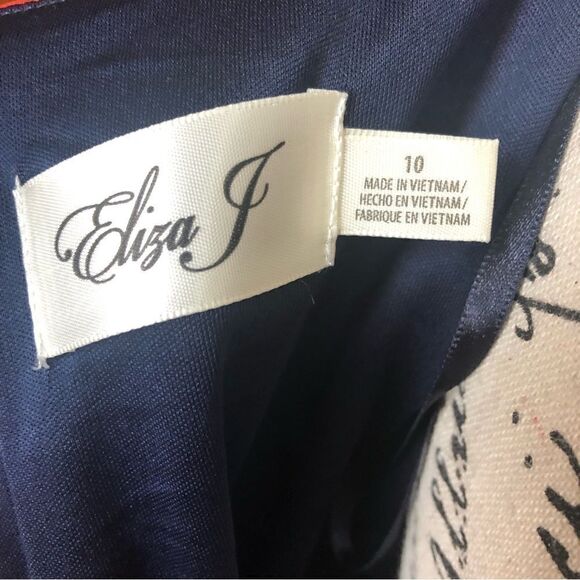 Eliza J
10
MADE IN VIETNAM/
HECHO EN VIETNAM/
FABRIQUE EN VIETNAM